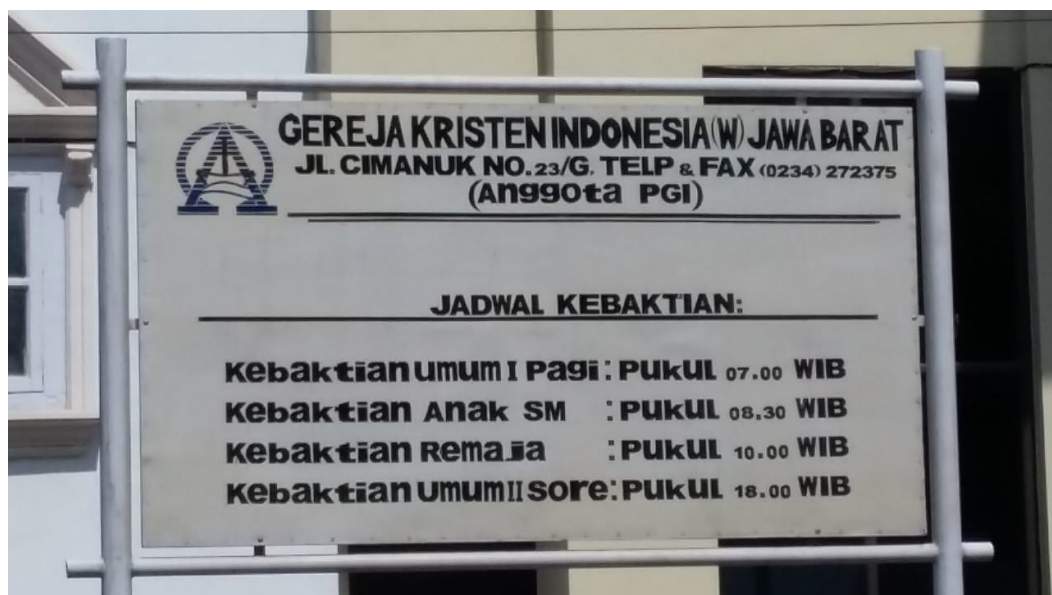 GEREJA KRISTEN INDONESIA (W) JAWA BARAT
JL. CIMANUK NO. 23/G. TELP & FAX (0234) 272375
(Anggota PGI)
JADWAL KEBAKTIAN:
Kebaktian Umum I Pagi : PUKUL 07.00 WIB
Kebaktian Anak SM : PUKUL 08.30 WIB
Kebaktian Remaja : PUKUL 10.00 WIB
Kebaktian Umum II Sore : PUKUL 18.00 WIB